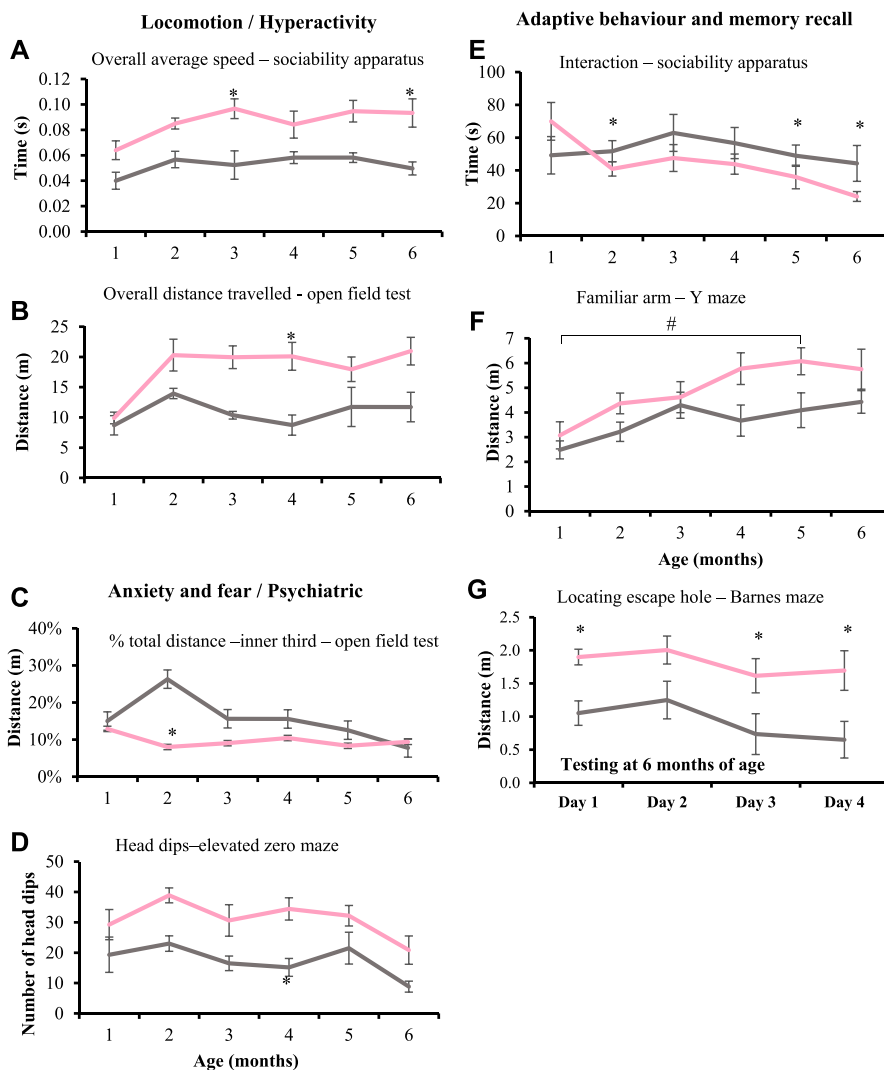 Locomotion / Hyperactivity
A
Overall average speed – sociability apparatus
Time (s)
0.12
0.10
0.08
0.06
0.04
0.02
0.00
*
*
1 2 3 4 5 6
B
Overall distance travelled - open field test
Distance (m)
25
20
15
10
5
0
*
1 2 3 4 5 6
Anxiety and fear / Psychiatric
C
% total distance –inner third – open field test
Distance (m)
40%
30%
20%
10%
0%
*
1 2 3 4 5 6
D
Head dips–elevated zero maze
Number of head dips
50
40
30
20
10
0
*
1 2 3 4 5 6
Age (months)
Adaptive behaviour and memory recall
E
Interaction – sociability apparatus
Time (s)
100
80
60
40
20
0
*
*
*
1 2 3 4 5 6
Familiar arm – Y maze
F
#
Distance (m)
7
6
5
4
3
2
1
0
1 2 3 4 5 6
Age (months)
G
Locating escape hole – Barnes maze
Distance (m)
2.5
2.0
1.5
1.0
0.5
0.0
*
*
*
Testing at 6 months of age
Day 1 Day 2 Day 3 Day 4